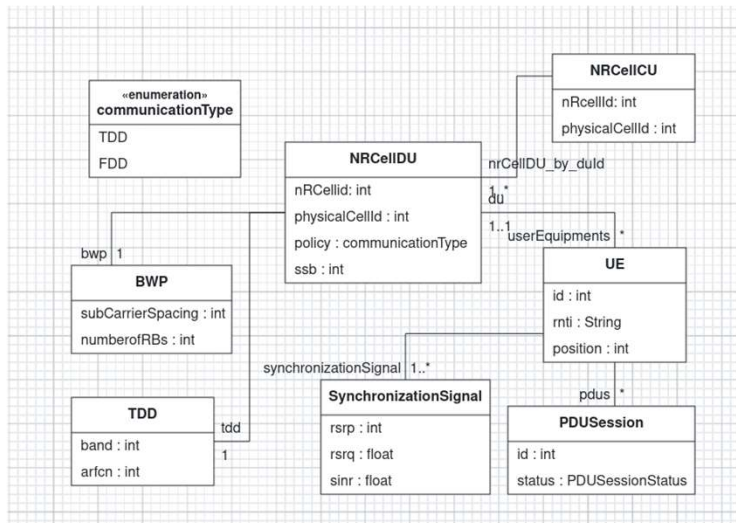 NRCellCU
nRcellId: int
physicalCellId : int
«enumeration»
communicationType
TDD
FDD
NRCellDU
nRCellid: int
physicalCellId : int
policy : communicationType
ssb : int
nrCellDU_by_duId
1..*
du
1..1
userEquipments
*
bwp
1
BWP
subCarrierSpacing : int
numberofRBs : int
UE
id : int
rnti : String
position : int
synchronizationSignal
1..*
SynchronizationSignal
rsrp : int
rsrq : float
sinr : float
pdus
*
PDUSession
id : int
status : PDUSessionStatus
TDD
band : int
arfcn : int
tdd
1